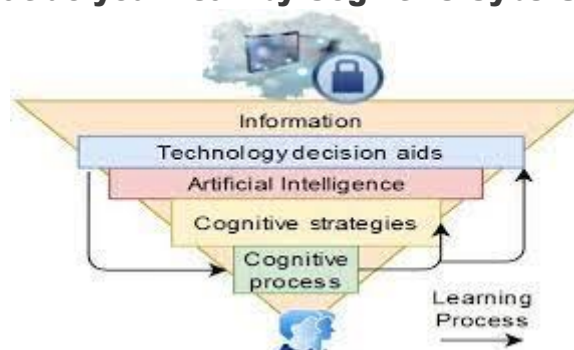 Information
Technology decision aids
Artificial Intelligence
Cognitive strategies
Cognitive
process
Learning
Process